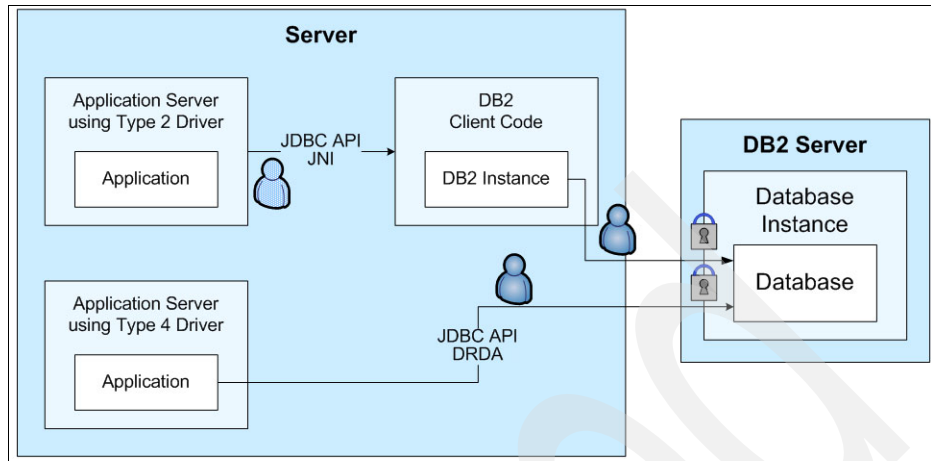 Server
Application Server
using Type 2 Driver
Application
JDBC API
JNI
DB2
Client Code
DB2 Instance
DB2 Server
Database
Instance
Database
Application Server
using Type 4 Driver
Application
JDBC API
DRDA